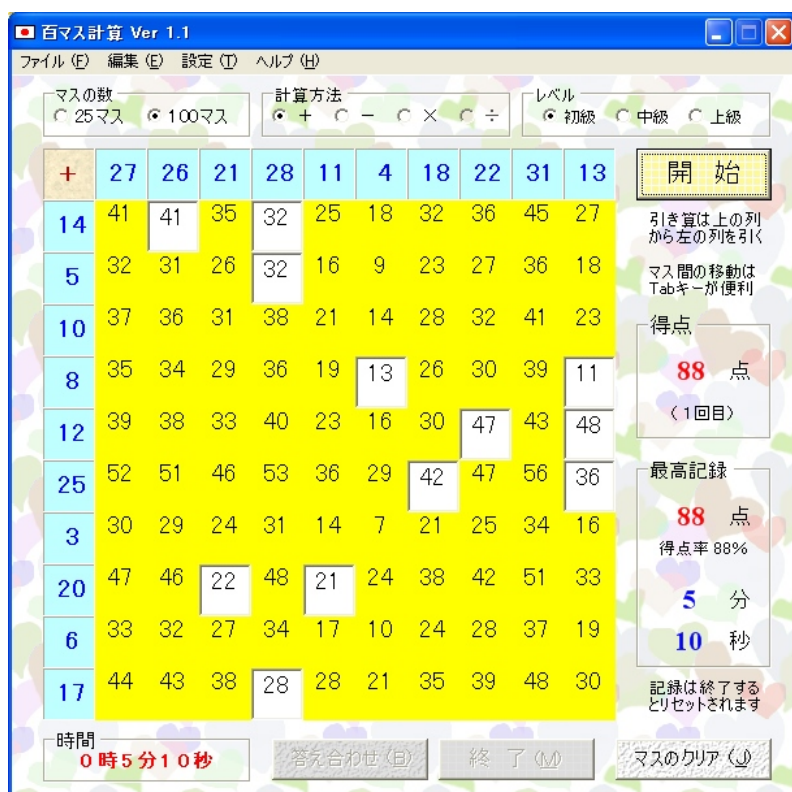 百マス計算 Ver 1.1
ファイル(F) 編集(E) 設定(T) ヘルプ(H)
マスの数
25マス 100マス
計算方法
+ - × ÷
レベル
初級 中級 上級
+ 27 26 21 28 11 4 18 22 31 13
14 41 41 35 32 25 18 32 36 45 27
5 32 31 26 32 16 9 23 27 36 18
10 37 36 31 38 21 14 28 32 41 23
8 35 34 29 36 19 13 26 30 39 11
12 39 38 33 40 23 16 30 47 43 48
25 52 51 46 53 36 29 42 47 56 36
3 30 29 24 31 14 7 21 25 34 16
20 47 46 22 48 21 24 38 42 51 33
6 33 32 27 34 17 10 24 28 37 19
17 44 43 38 28 28 21 35 39 48 30
開 始
引き算は上の列
から左の列を引く
マス間の移動は
Tabキーが便利
得点
88 点
(1回目)
最高記録
88 点
得点率 88%
5 分
10 秒
記録は終了する
とリセットされます
時間
0時5分10秒
答え合わせ(B)
終 了(M)
マスのクリア(J)